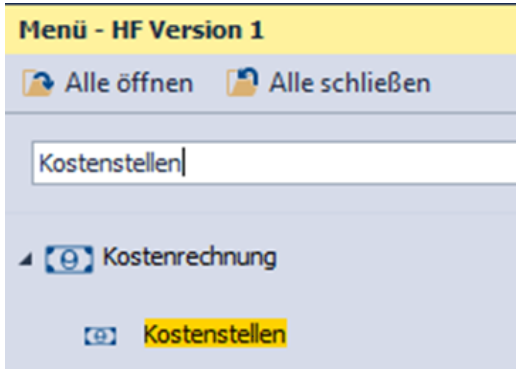 Menü - HF Version 1
Alle öffnen Alle schließen
Kostenstellen
Kostenrechnung
Kostenstellen